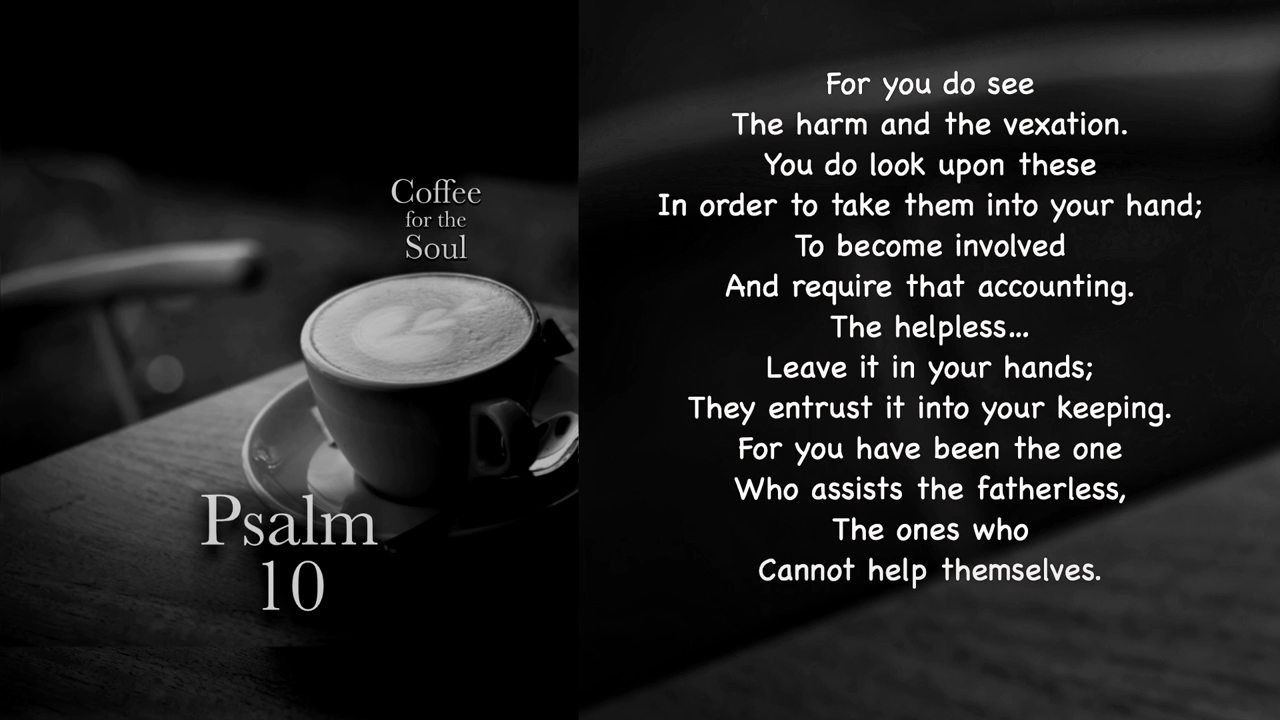 Coffee
for the
Soul
Psalm
10
For you do see
The harm and the vexation.
You do look upon these
In order to take them into your hand;
To become involved
And require that accounting.
The helpless...
Leave it in your hands;
They entrust it into your keeping.
For you have been the one
Who assists the fatherless,
The ones who
Cannot help themselves.